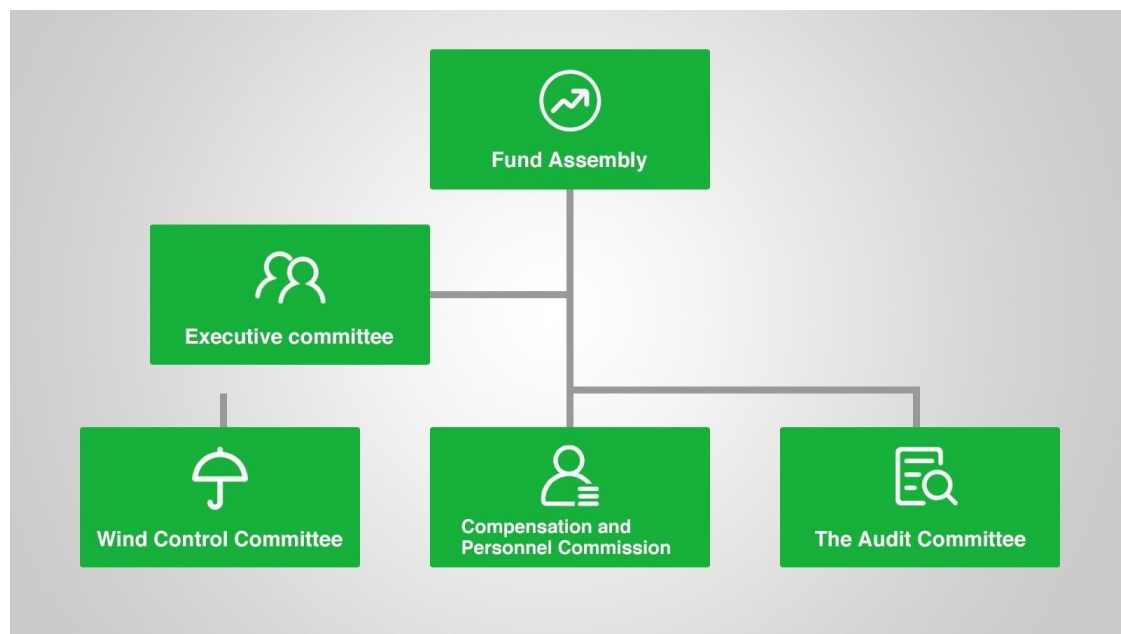 Fund Assembly
Executive committee
Wind Control Committee
Compensation and
Personnel Commission
The Audit Committee